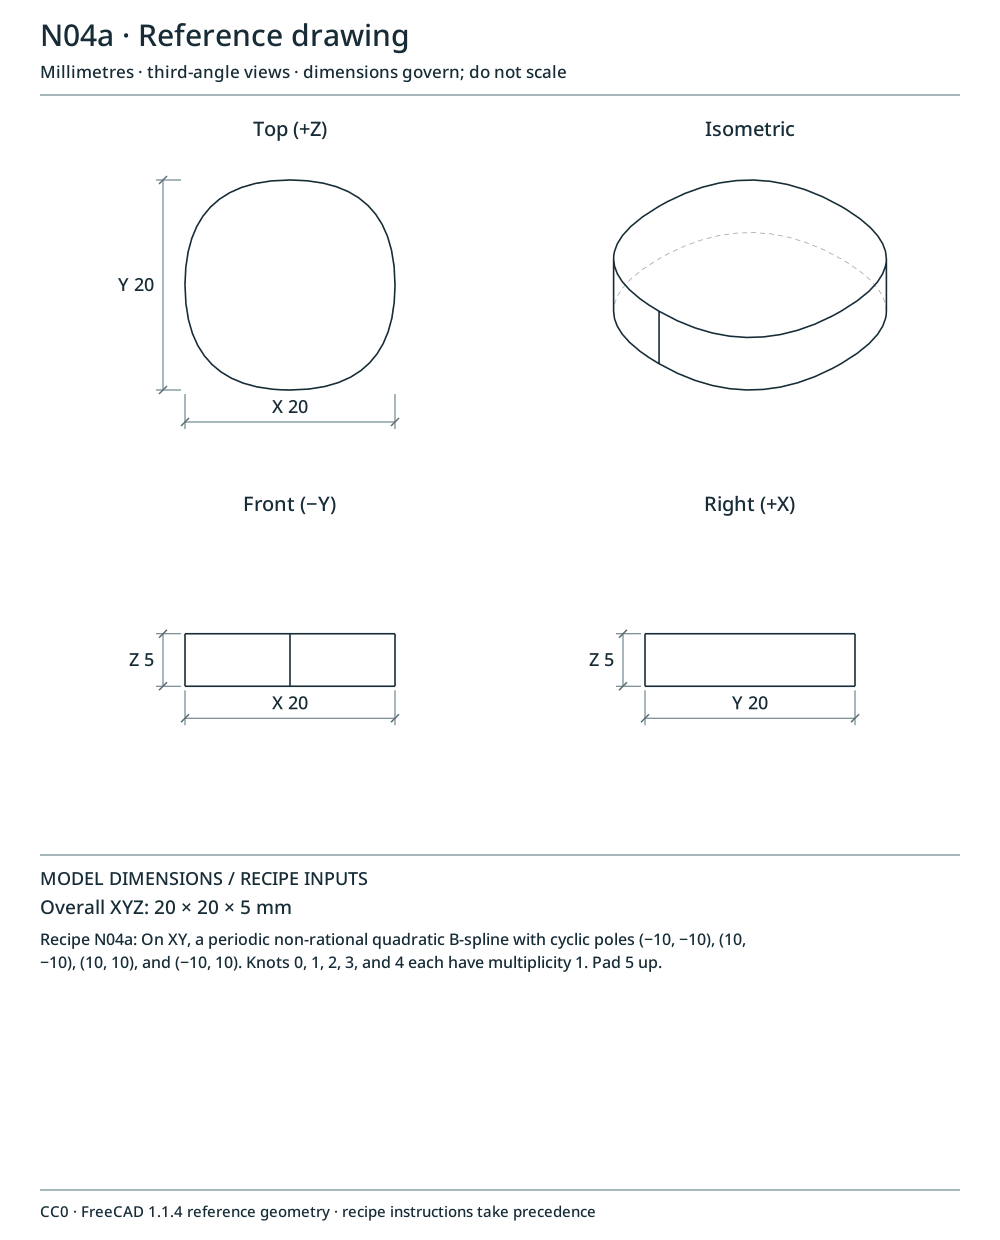 N04a · Reference drawing
Millimetres · third-angle views · dimensions govern; do not scale
Top (+Z)
Isometric
Y 20
X 20
Front (−Y)
Right (+X)
Z 5
X 20
Z 5
Y 20
MODEL DIMENSIONS / RECIPE INPUTS
Overall XYZ: 20 × 20 × 5 mm
Recipe N04a: On XY, a periodic non-rational quadratic B-spline with cyclic poles (−10, −10), (10,
−10), (10, 10), and (−10, 10). Knots 0, 1, 2, 3, and 4 each have multiplicity 1. Pad 5 up.
CC0 · FreeCAD 1.1.4 reference geometry · recipe instructions take precedence